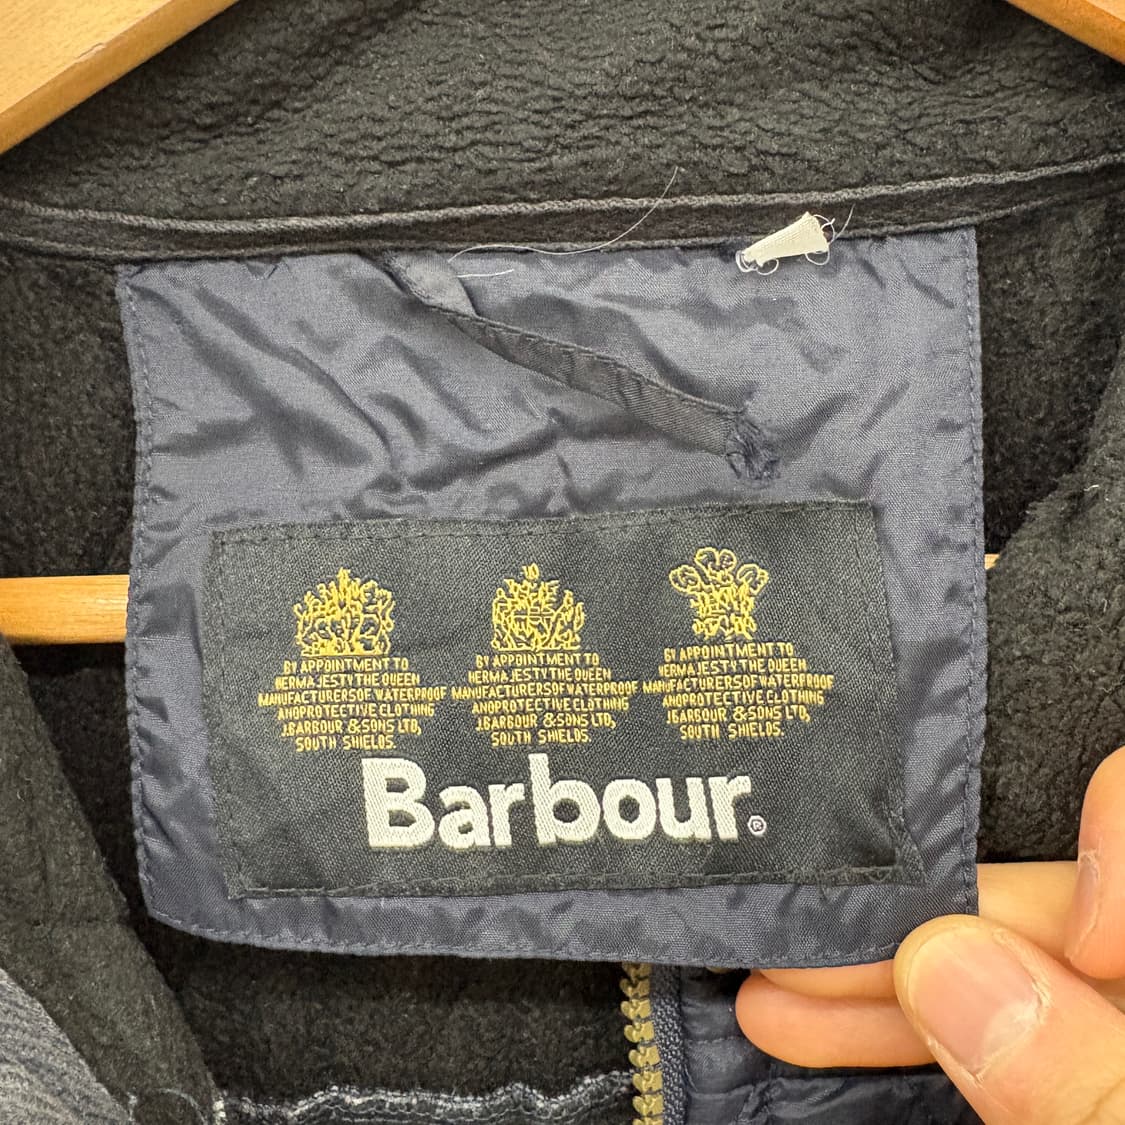 BY APPOINTMENT TO
HERMAJESTY THE QUEEN
MANUFACTURERSOF WATERPROOF
ANDPROTECTIVE CLOTHING
J.BARBOUR &SONS LTD,
SOUTH SHIELDS.
BY APPOINTMENT TO
HERMAJESTY THE QUEEN
MANUFACTURERSOF WATERPROOF
ANDPROTECTIVE CLOTHING
J.BARBOUR &SONS LTD,
SOUTH SHIELDS.
BY APPOINTMENT TO
HERMAJESTY THE QUEEN
MANUFACTURERSOF WATERPROOF
ANDPROTECTIVE CLOTHING
J.BARBOUR &SONS LTD,
SOUTH SHIELDS.
Barbour.®